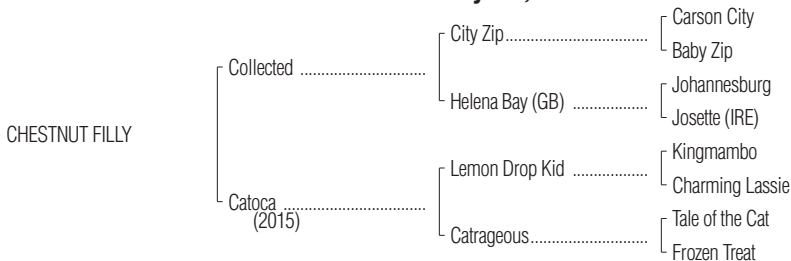 Carson City
City Zip
Baby Zip
Collected
Johannesburg
Helena Bay (GB)
Josette (IRE)
CHESTNUT FILLY
Kingmambo
Lemon Drop Kid
Charming Lassie
Catoca
(2015)
Tale of the Cat
Catrageous
Frozen Treat